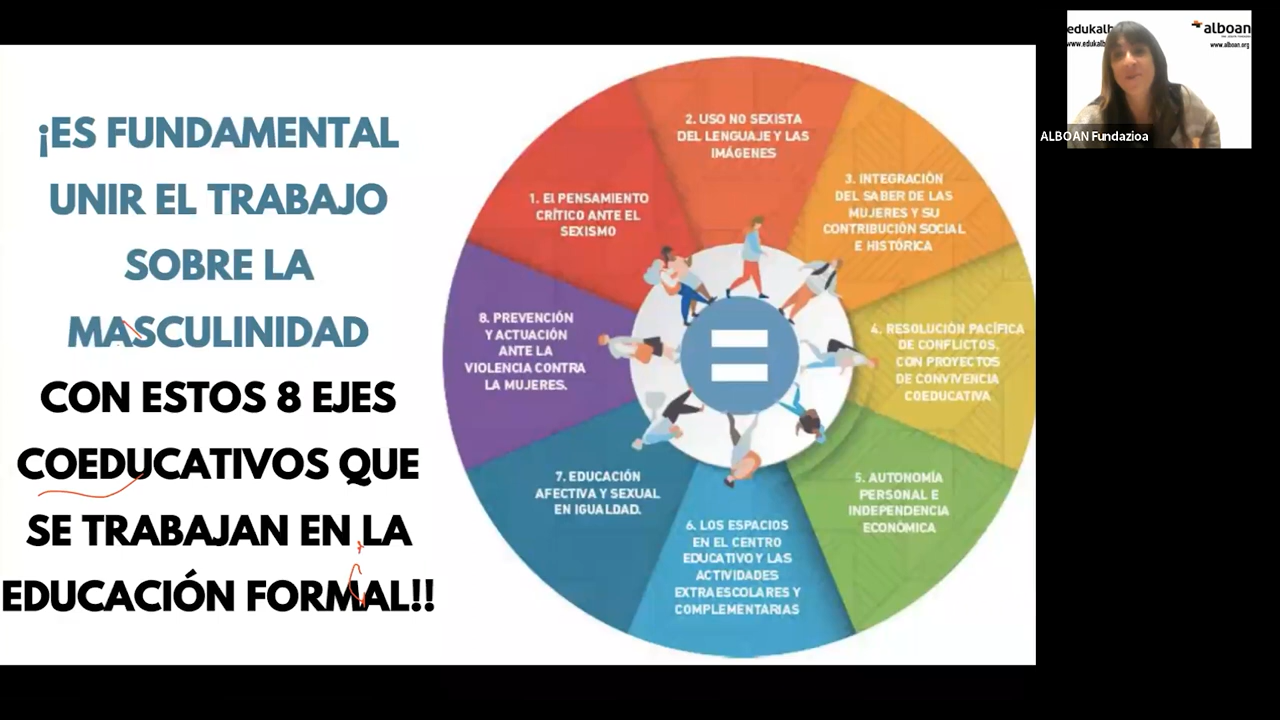 ¡ES FUNDAMENTAL
UNIR EL TRABAJO
SOBRE LA
MASCULINIDAD
CON ESTOS 8 EJES
COEDUCATIVOS QUE
SE TRABAJAN EN LA
EDUCACIÓN FORMAL!!
1. El PENSAMIENTO
CRÍTICO ANTE EL
SEXISMO
2. USO NO SEXISTA
DEL LENGUAJE Y LAS
IMÁGENES
3. INTEGRACIÓN
DEL SABER DE LAS
MUJERES Y SU
CONTRIBUCIÓN SOCIAL
E HISTÓRICA
4. RESOLUCIÓN PACÍFICA
DE CONFLICTOS,
CON PROYECTOS
DE CONVIVENCIA
COEDUCATIVA
5. AUTONOMÍA
PERSONAL E
INDEPENDENCIA
ECONÓMICA
6. LOS ESPACIOS
EN EL CENTRO
EDUCATIVO Y LAS
ACTIVIDADES
EXTRAESCOLARES Y
COMPLEMENTARIAS
7. EDUCACIÓN
AFECTIVA Y SEXUAL
EN IGUALDAD.
8. PREVENCIÓN
Y ACTUACIÓN
ANTE LA
VIOLENCIA CONTRA
LA MUJERES.
=
edukalb
www.edukalb
alboan
www.alboan.org
ALBOAN Fundazioa